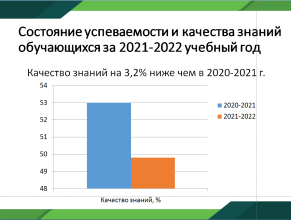 Состояние успеваемости и качества знаний
обучающихся за 2021-2022 учебный год
Качество знаний на 3,2% ниже чем в 2020-2021 г.
54
53
52
51
50
49
48
2020-2021
2021-2022
Качество знаний, %